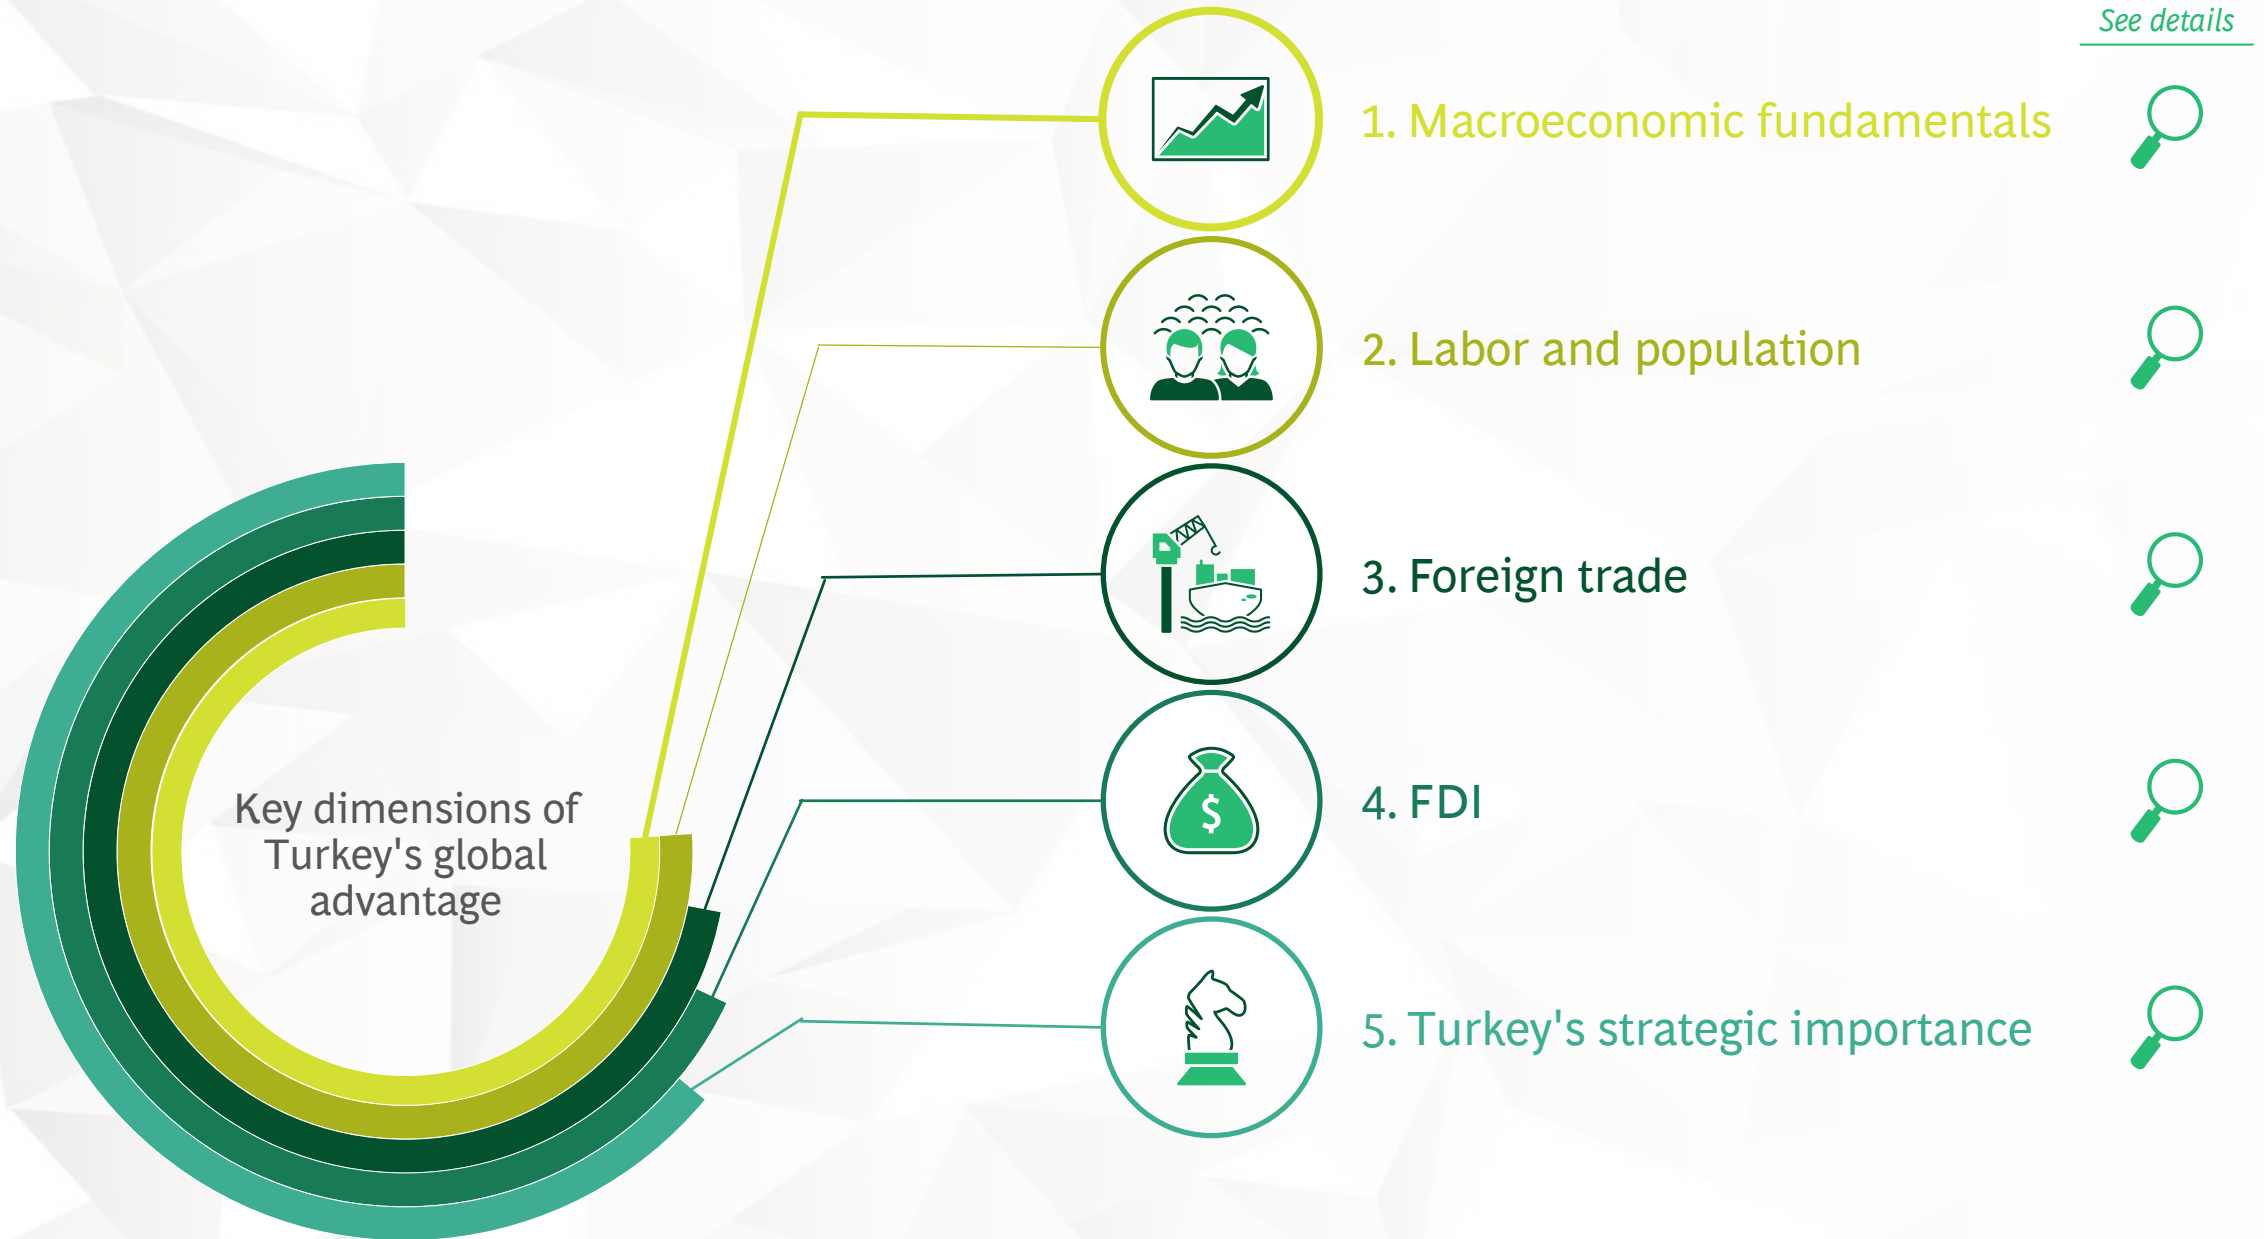 See details
1. Macroeconomic fundamentals
2. Labor and population
3. Foreign trade
Key dimensions of
Turkey's global
advantage
4. FDI
$
5. Turkey's strategic importance